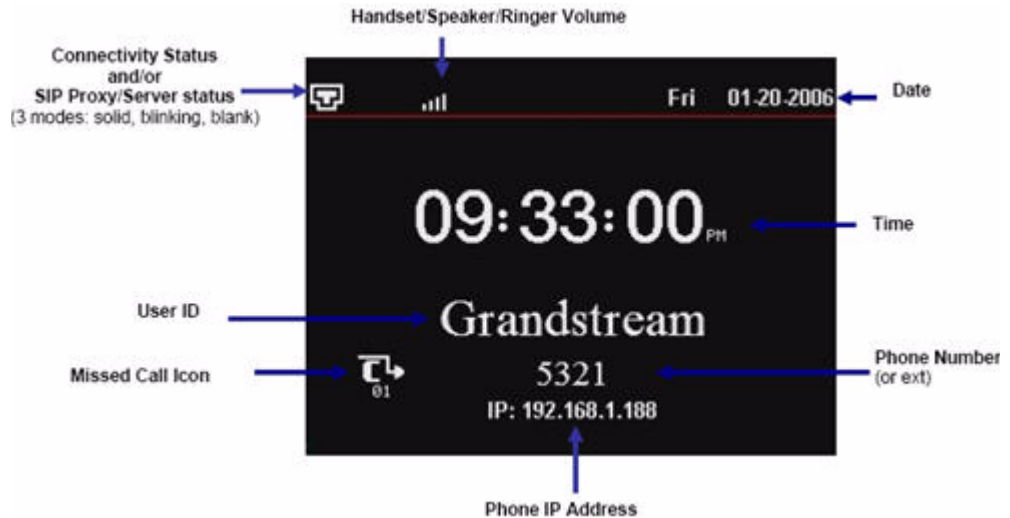 Handset/Speaker/Ringer Volume
Connectivity Status
and/or
SIP Proxy/Server status
(3 modes: solid, blinking, blank)
Fri 01-20-2006
Date
09:33:00 PM
Time
User ID
Grandstream
Missed Call Icon
01
5321
Phone Number
(or ext)
IP: 192.168.1.188
Phone IP Address